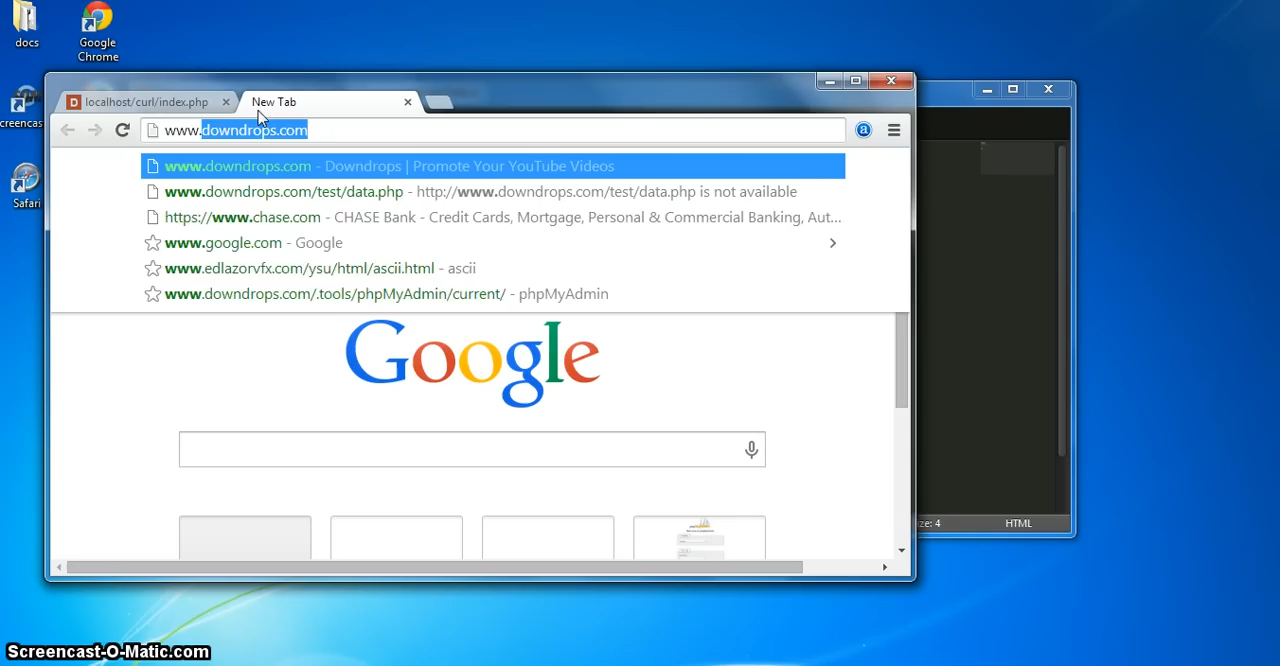 docs
Google
Chrome
Safari
localhost/curl/index.php
New Tab
www.downdrops.com
www.downdrops.com - Downdrops | Promote Your YouTube Videos
www.downdrops.com/test/data.php - http://www.downdrops.com/test/data.php is not available
https://www.chase.com - CHASE Bank - Credit Cards, Mortgage, Personal & Commercial Banking, Aut...
www.google.com - Google
www.edlazorvfx.com/ysu/html/ascii.html - ascii
www.downdrops.com/.tools/phpMyAdmin/current/ - phpMyAdmin
Google
ze: 4
HTML
Screencast-O-Matic.com